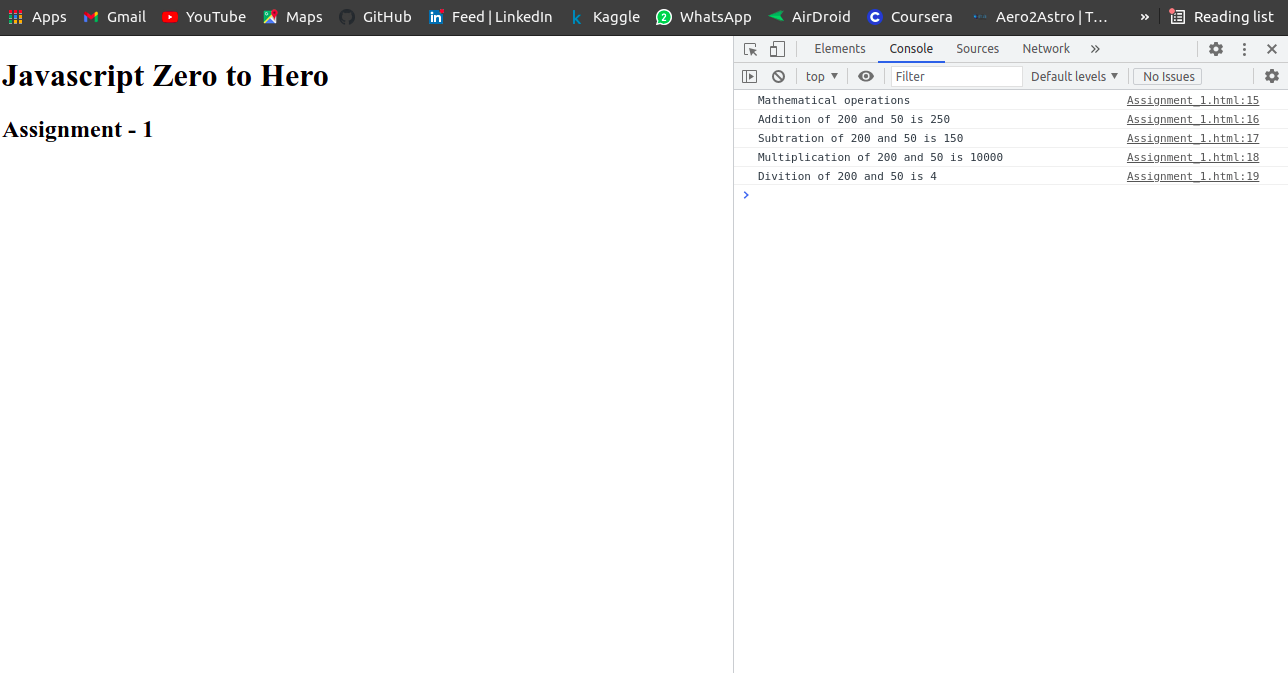 Apps Gmail YouTube Maps GitHub Feed | LinkedIn Kaggle 2 WhatsApp AirDroid Coursera Aero2Astro | T… » Reading list
Elements Console Sources Network »
top Filter Default levels No Issues
Javascript Zero to Hero
Assignment - 1
Mathematical operations Assignment_1.html:15
Addition of 200 and 50 is 250 Assignment_1.html:16
Subtration of 200 and 50 is 150 Assignment_1.html:17
Multiplication of 200 and 50 is 10000 Assignment_1.html:18
Divition of 200 and 50 is 4 Assignment_1.html:19